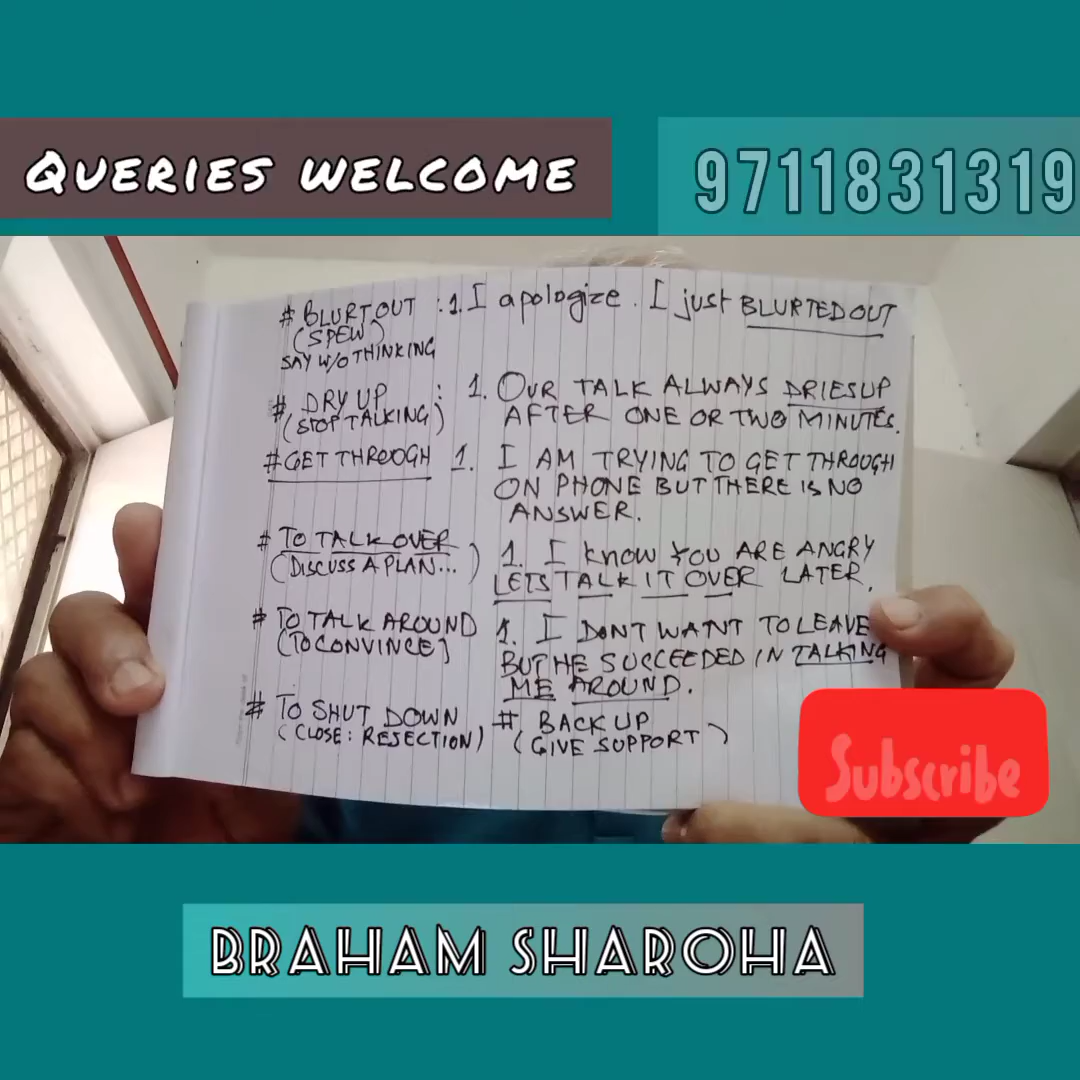 QUERIES WELCOME
9711831319
# BLURT OUT : 1. I apologize. I just BLURTED OUT
(SPEW)
SAY W/O THINKING
# DRY UP : 1. OUR TALK ALWAYS DRIES UP
(STOP TALKING) AFTER ONE OR TWO MINUTES.
# GET THROUGH 1. I AM TRYING TO GET THROUGH
ON PHONE BUT THERE IS NO
ANSWER.
# TO TALK OVER 1. I KNOW YOU ARE ANGRY
(DISCUSS A PLAN...) LETS TALK IT OVER LATER.
# TO TALK AROUND 1. I DONT WANT TO LEAVE
(TO CONVINCE) BUT HE SUCCEEDED IN TALKING
ME AROUND.
# TO SHUT DOWN # BACK UP
(CLOSE: REJECTION) (GIVE SUPPORT)
Subscribe
BRAHAM SHAROHA